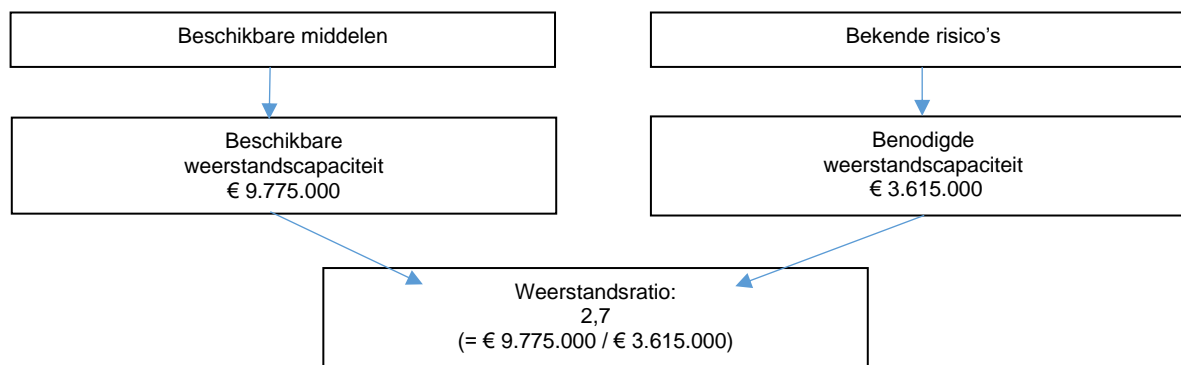 Beschikbare middelen
Bekende risico's
Beschikbare
weerstandscapaciteit
€ 9.775.000
Benodigde
weerstandscapaciteit
€ 3.615.000
Weerstandsratio:
2,7
(= € 9.775.000 / € 3.615.000)